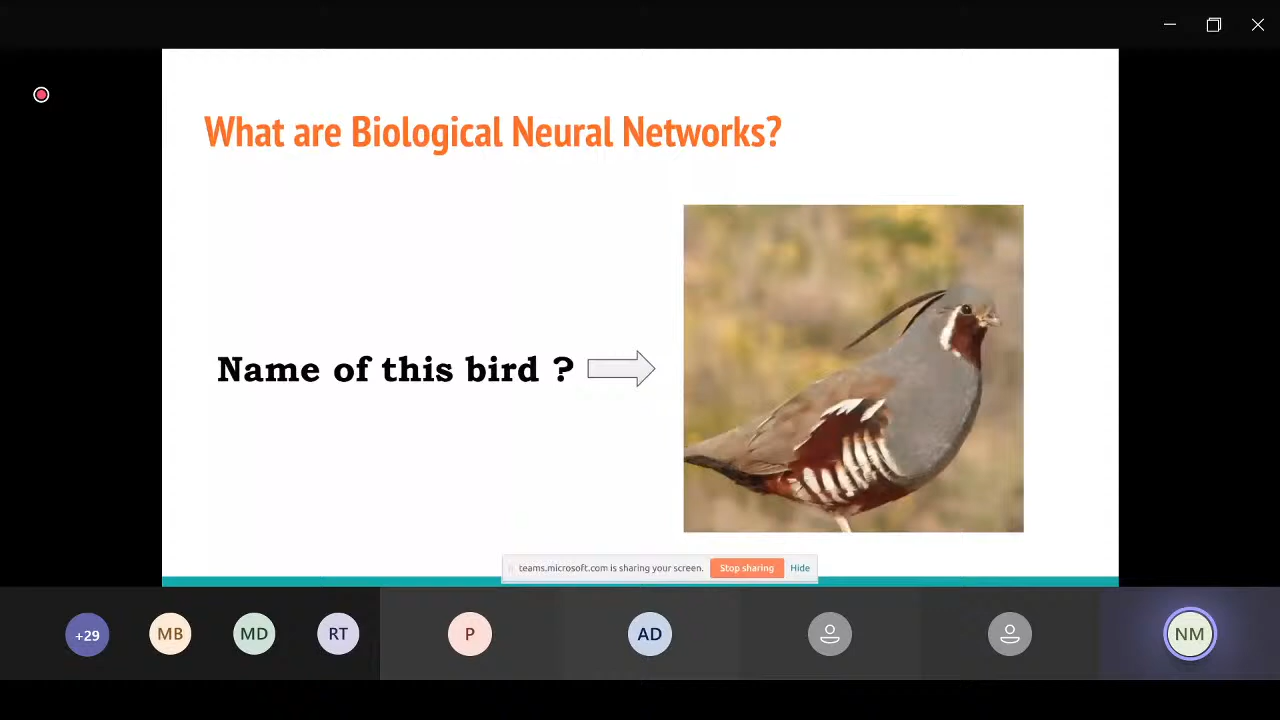 What are Biological Neural Networks?
Name of this bird ?
teams.microsoft.com is sharing your screen. Stop sharing Hide
+29 MB MD RT P AD NM